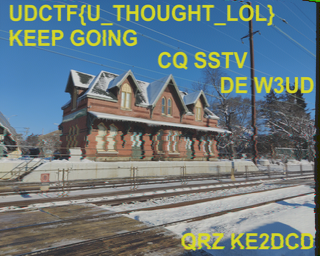 UDCTF{U_THOUGHT_LOL}
KEEP GOING
CQ SSTV
DE W3UD
QRZ KE2DCD